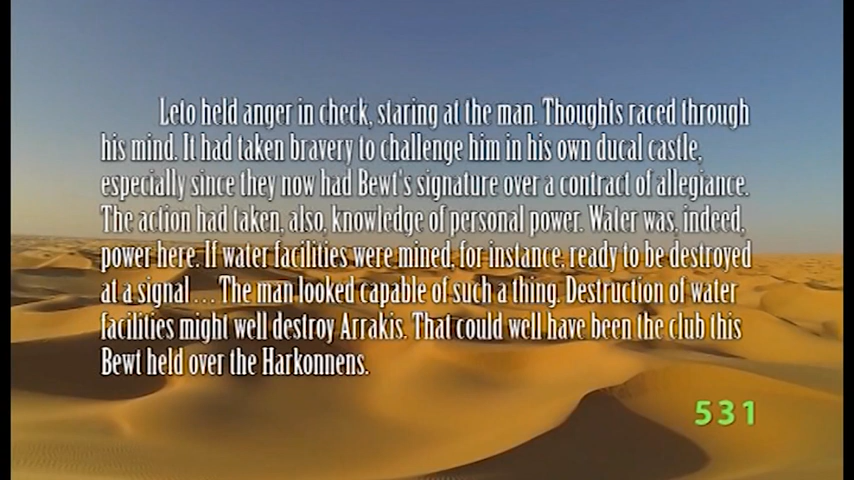 Leto held anger in check, staring at the man. Thoughts raced through
his mind. It had taken bravery to challenge him in his own ducal castle,
especially since they now had Bewt's signature over a contract of allegiance.
The action had taken, also, knowledge of personal power. Water was, indeed,
power here. If water facilities were mined, for instance, ready to be destroyed
at a signal . . . The man looked capable of such a thing. Destruction of water
facilities might well destroy Arrakis. That could well have been the club this
Bewt held over the Harkonnens.
531